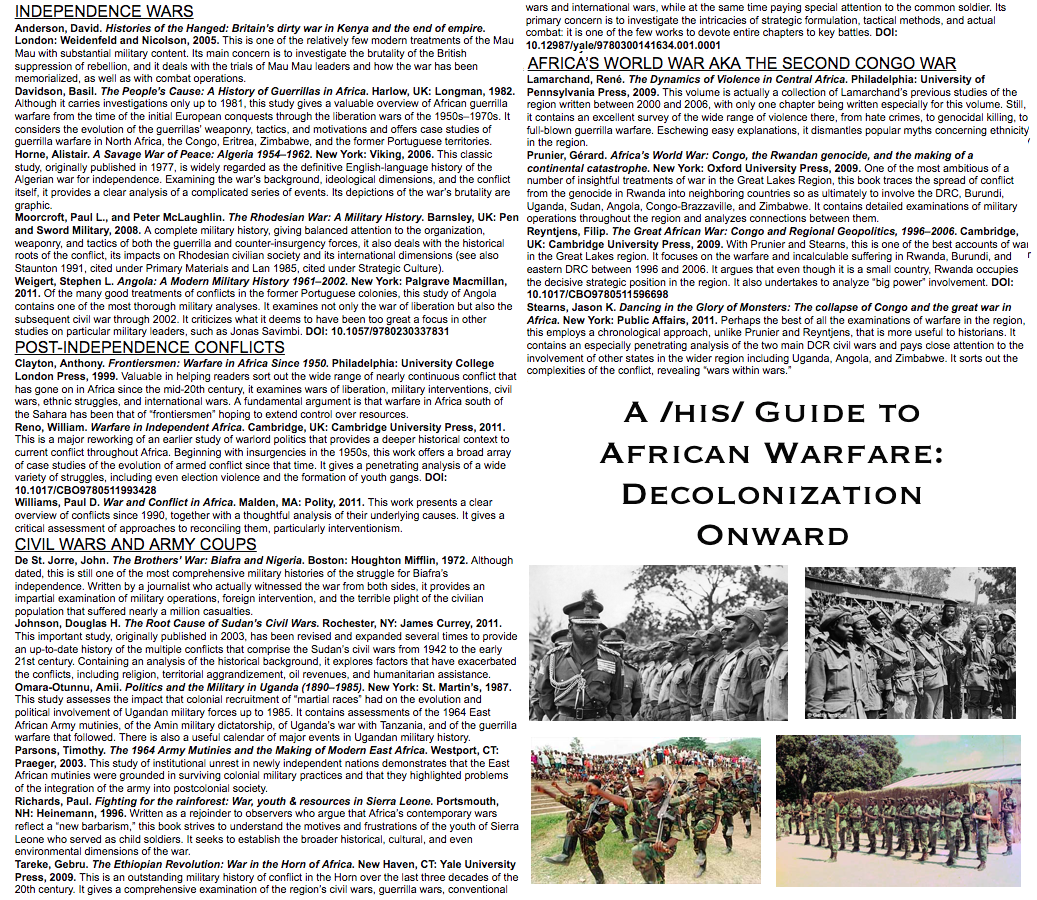 INDEPENDENCE WARS
Anderson, David. Histories of the Hanged: Britain's dirty war in Kenya and the end of empire.
London: Weidenfeld and Nicolson, 2005. This is one of the relatively few modern treatments of the Mau
Mau with substantial military content. Its main concern is to investigate the brutality of the British
suppression of rebellion, and it deals with the trials of Mau Mau leaders and how the war has been
memorialized, as well as with combat operations.
Davidson, Basil. The People's Cause: A History of Guerrillas in Africa. Harlow, UK: Longman, 1982.
Although it carries investigations only up to 1981, this study gives a valuable overview of African guerrilla
warfare from the time of the initial European conquests through the liberation wars of the 1950s–1970s. It
considers the evolution of the guerrillas' weaponry, tactics, and motivations and offers case studies of
guerrilla warfare in North Africa, the Congo, Eritrea, Zimbabwe, and the former Portuguese territories.
Horne, Alistair. A Savage War of Peace: Algeria 1954–1962. New York: Viking, 2006. This classic
study, originally published in 1977, is widely regarded as the definitive English-language history of the
Algerian war for independence. Examining the war's background, ideological dimensions, and the conflict
itself, it provides a clear analysis of a complicated series of events. Its depictions of the war's brutality are
graphic.
Moorcroft, Paul L., and Peter McLaughlin. The Rhodesian War: A Military History. Barnsley, UK: Pen
and Sword Military, 2008. A complete military history, giving balanced attention to the organization,
weaponry, and tactics of both the guerrilla and counter-insurgency forces, it also deals with the historical
roots of the conflict, its impacts on Rhodesian civilian society and its international dimensions (see also
Staunton 1991, cited under Primary Materials and Lan 1985, cited under Strategic Culture).
Weigert, Stephen L. Angola: A Modern Military History 1961–2002. New York: Palgrave Macmillan,
2011. Of the many good treatments of conflicts in the former Portuguese colonies, this study of Angola
contains one of the most thorough military analyses. It examines not only the war of liberation but also the
subsequent civil war through 2002. It criticizes what it deems to have been too great a focus in other
studies on particular military leaders, such as Jonas Savimbi. DOI: 10.1057/9780230337831
POST-INDEPENDENCE CONFLICTS
Clayton, Anthony. Frontiersmen: Warfare in Africa Since 1950. Philadelphia: University College
London Press, 1999. Valuable in helping readers sort out the wide range of nearly continuous conflict that
has gone on in Africa since the mid-20th century, it examines wars of liberation, military interventions, civil
wars, ethnic struggles, and international wars. A fundamental argument is that warfare in Africa south of
the Sahara has been that of "frontiersmen" hoping to extend control over resources.
Reno, William. Warfare in Independent Africa. Cambridge, UK: Cambridge University Press, 2011.
This is a major reworking of an earlier study of warlord politics that provides a deeper historical context to
current conflict throughout Africa. Beginning with insurgencies in the 1950s, this work offers a broad array
of case studies of the evolution of armed conflict since that time. It gives a penetrating analysis of a wide
variety of struggles, including even election violence and the formation of youth gangs. DOI:
10.1017/CBO9780511993428
Williams, Paul D. War and Conflict in Africa. Malden, MA: Polity, 2011. This work presents a clear
overview of conflicts since 1990, together with a thoughtful analysis of their underlying causes. It gives a
critical assessment of approaches to reconciling them, particularly interventionism.
CIVIL WARS AND ARMY COUPS
De St. Jorre, John. The Brothers' War: Biafra and Nigeria. Boston: Houghton Mifflin, 1972. Although
dated, this is still one of the most comprehensive military histories of the struggle for Biafra's
independence. Written by a journalist who actually witnessed the war from both sides, it provides an
impartial examination of military operations, foreign intervention, and the terrible plight of the civilian
population that suffered nearly a million casualties.
Johnson, Douglas H. The Root Cause of Sudan's Civil Wars. Rochester, NY: James Currey, 2011.
This important study, originally published in 2003, has been revised and expanded several times to provide
an up-to-date history of the multiple conflicts that comprise the Sudan's civil wars from 1942 to the early
21st century. Containing an analysis of the historical background, it explores factors that have exacerbated
the conflicts, including religion, territorial aggrandizement, oil revenues, and humanitarian assistance.
Omara-Otunnu, Amii. Politics and the Military in Uganda (1890–1985). New York: St. Martin's, 1987.
This study assesses the impact that colonial recruitment of "martial races" had on the evolution and
political involvement of Ugandan military forces up to 1985. It contains assessments of the 1964 East
African Army mutinies, of the Amin military dictatorship, of Uganda's war with Tanzania, and of the guerrilla
warfare that followed. There is also a useful calendar of major events in Ugandan military history.
Parsons, Timothy. The 1964 Army Mutinies and the Making of Modern East Africa. Westport, CT:
Praeger, 2003. This study of institutional unrest in newly independent nations demonstrates that the East
African mutinies were grounded in surviving colonial military practices and that they highlighted problems
of the integration of the army into postcolonial society.
Richards, Paul. Fighting for the rainforest: War, youth & resources in Sierra Leone. Portsmouth,
NH: Heinemann, 1996. Written as a rejoinder to observers who argue that Africa's contemporary wars
reflect a "new barbarism," this book strives to understand the motives and frustrations of the youth of Sierra
Leone who served as child soldiers. It seeks to establish the broader historical, cultural, and even
environmental dimensions of the war.
Tareke, Gebru. The Ethiopian Revolution: War in the Horn of Africa. New Haven, CT: Yale University
Press, 2009. This is an outstanding military history of conflict in the Horn over the last three decades of the
20th century. It gives a comprehensive examination of the region's civil wars, guerrilla wars, conventional
wars and international wars, while at the same time paying special attention to the common soldier. Its
primary concern is to investigate the intricacies of strategic formulation, tactical methods, and actual
combat: it is one of the few works to devote entire chapters to key battles. DOI:
10.12987/yale/9780300141634.001.0001
AFRICA'S WORLD WAR AKA THE SECOND CONGO WAR
Lamarchand, René. The Dynamics of Violence in Central Africa. Philadelphia: University of
Pennsylvania Press, 2009. This volume is actually a collection of Lamarchand's previous studies of the
region written between 2000 and 2006, with only one chapter being written especially for this volume. Still,
it contains an excellent survey of the wide range of violence there, from hate crimes, to genocidal killing, to
full-blown guerrilla warfare. Eschewing easy explanations, it dismantles popular myths concerning ethnicity
in the region.
Prunier, Gérard. Africa's World War: Congo, the Rwandan genocide, and the making of a
continental catastrophe. New York: Oxford University Press, 2009. One of the most ambitious of a
number of insightful treatments of war in the Great Lakes Region, this book traces the spread of conflict
from the genocide in Rwanda into neighboring countries so as ultimately to involve the DRC, Burundi,
Uganda, Sudan, Angola, Congo-Brazzaville, and Zimbabwe. It contains detailed examinations of military
operations throughout the region and analyzes connections between them.
Reyntjens, Filip. The Great African War: Congo and Regional Geopolitics, 1996–2006. Cambridge,
UK: Cambridge University Press, 2009. With Prunier and Stearns, this is one of the best accounts of war
in the Great Lakes region. It focuses on the warfare and incalculable suffering in Rwanda, Burundi, and
eastern DRC between 1996 and 2006. It argues that even though it is a small country, Rwanda occupies
the decisive strategic position in the region. It also undertakes to analyze "big power" involvement. DOI:
10.1017/CBO9780511596698
Stearns, Jason K. Dancing in the Glory of Monsters: The collapse of Congo and the great war in
Africa. New York: Public Affairs, 2011. Perhaps the best of all the examinations of warfare in the region,
this employs a chronological approach, unlike Prunier and Reyntjens, that is more useful to historians. It
contains an especially penetrating analysis of the two main DCR civil wars and pays close attention to the
involvement of other states in the wider region including Uganda, Angola, and Zimbabwe. It sorts out the
complexities of the conflict, revealing "wars within wars."
A /his/ Guide to
African Warfare:
Decolonization
Onward